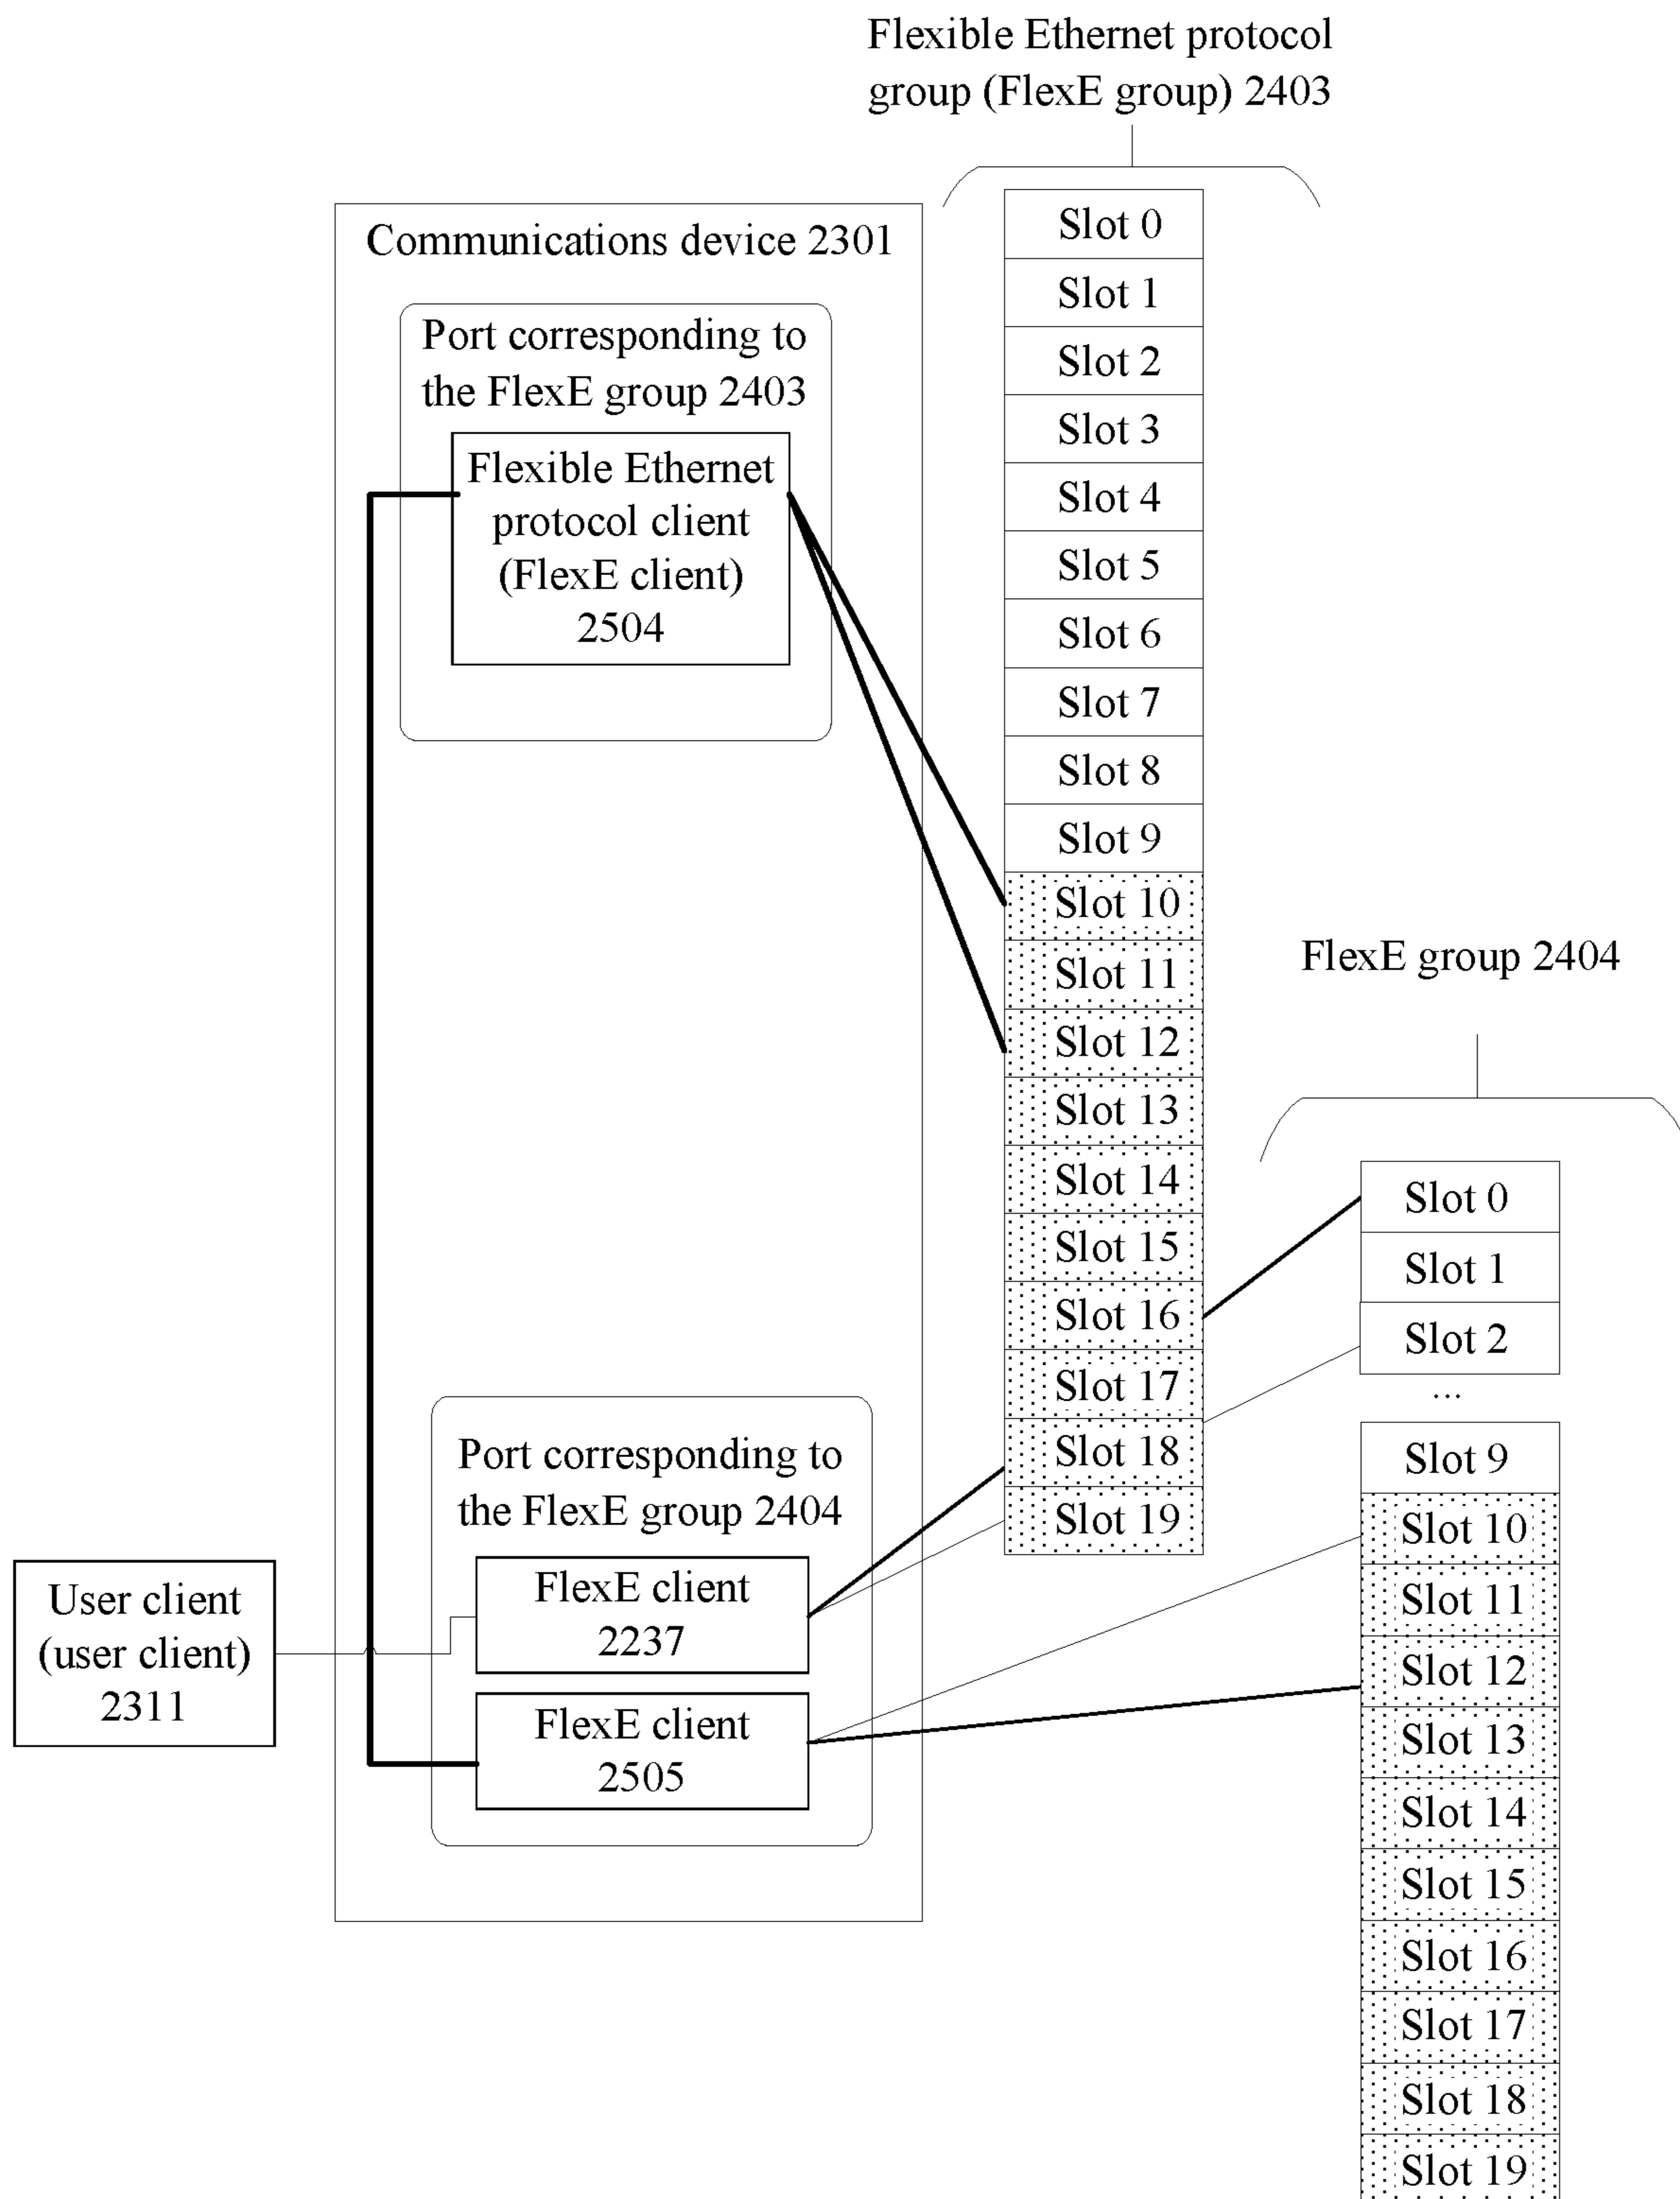 Flexible Ethernet protocol
group (FlexE group) 2403
Communications device 2301
Port corresponding to
the FlexE group 2403
Flexible Ethernet
protocol client
(FlexE client)
2504
Slot 0
Slot 1
Slot 2
Slot 3
Slot 4
Slot 5
Slot 6
Slot 7
Slot 8
Slot 9
Slot 10
Slot 11
Slot 12
Slot 13
Slot 14
Slot 15
Slot 16
Slot 17
Slot 18
Slot 19
FlexE group 2404
Slot 0
Slot 1
Slot 2
...
Slot 9
Slot 10
Slot 11
Slot 12
Slot 13
Slot 14
Slot 15
Slot 16
Slot 17
Slot 18
Slot 19
Port corresponding to
the FlexE group 2404
FlexE client
2237
FlexE client
2505
User client
(user client)
2311